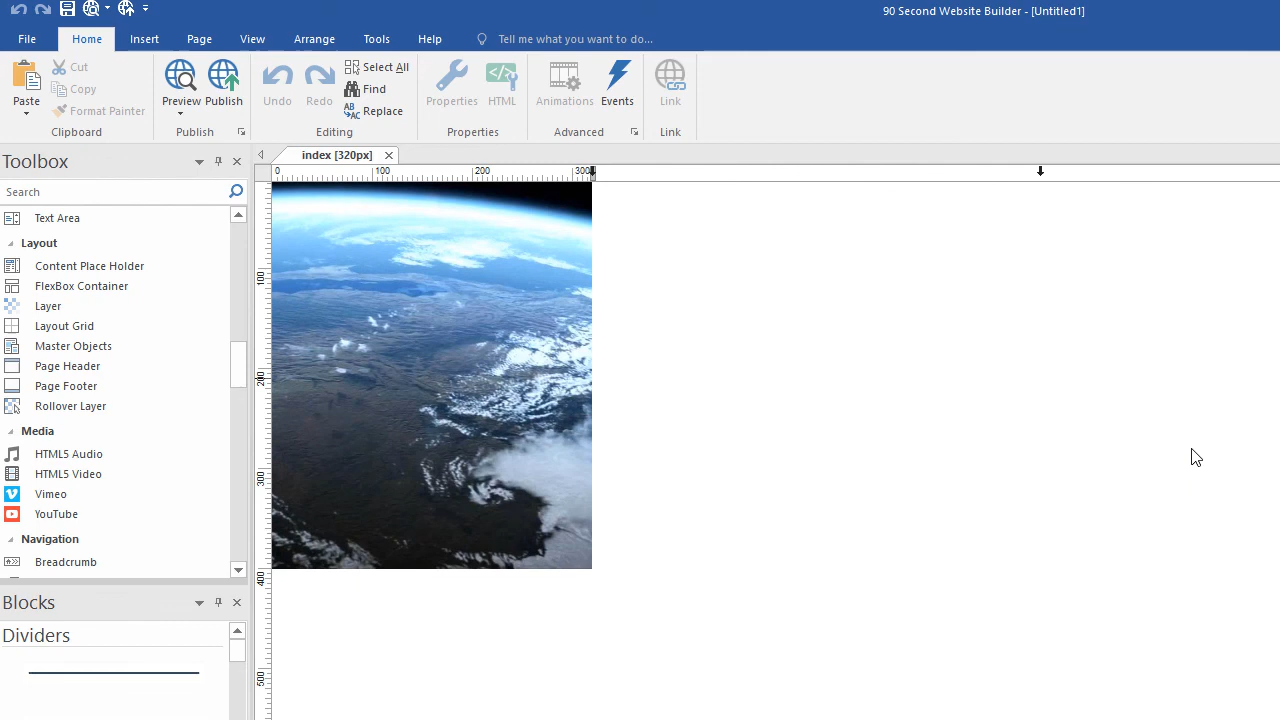 90 Second Website Builder - [Untitled1]
File Home Insert Page View Arrange Tools Help Tell me what you want to do...
Paste
Cut
Copy
Format Painter
Clipboard
Preview Publish
Publish
Undo Redo
Select All
Find
Replace
Editing
Properties HTML
Properties
Animations Events
Advanced
Link
Link
Toolbox
index [320px]
0 100 200 300
Search
Text Area
Layout
Content Place Holder
FlexBox Container
Layer
Layout Grid
Master Objects
Page Header
Page Footer
Rollover Layer
Media
HTML5 Audio
HTML5 Video
Vimeo
YouTube
Navigation
Breadcrumb
Blocks
Dividers
100
200
300
400
500